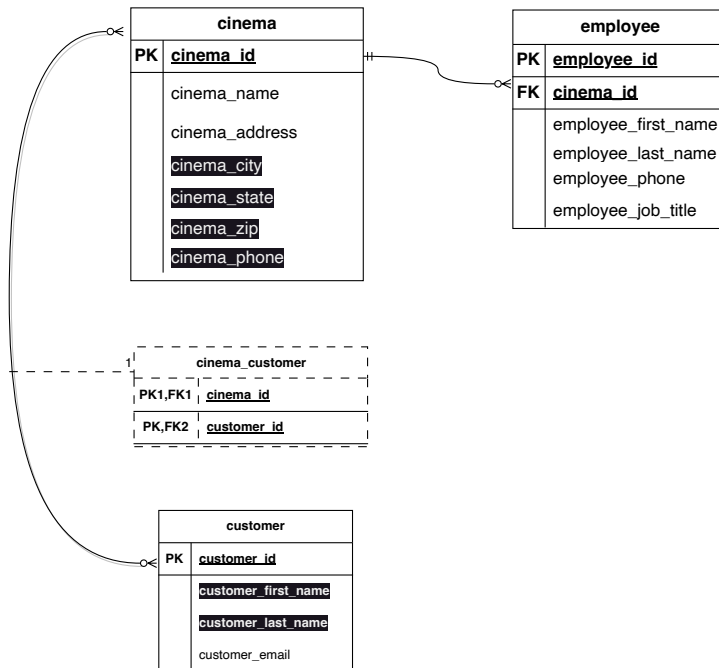 cinema
PK cinema_id
cinema_name
cinema_address
cinema_city
cinema_state
cinema_zip
cinema_phone
employee
PK employee_id
FK cinema_id
employee_first_name
employee_last_name
employee_phone
employee_job_title
1
cinema_customer
PK1,FK1 cinema_id
PK,FK2 customer_id
customer
PK customer_id
customer_first_name
customer_last_name
customer_email